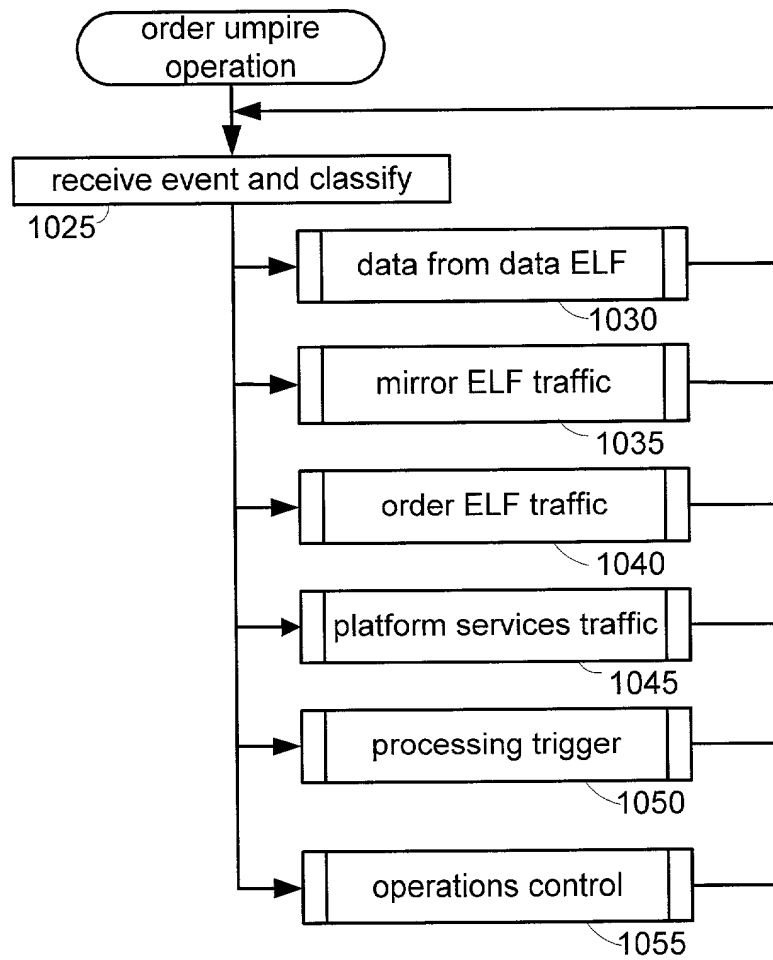 order umpire
operation
receive event and classify
1025
data from data ELF
1030
mirror ELF traffic
1035
order ELF traffic
1040
platform services traffic
1045
processing trigger
1050
operations control
1055